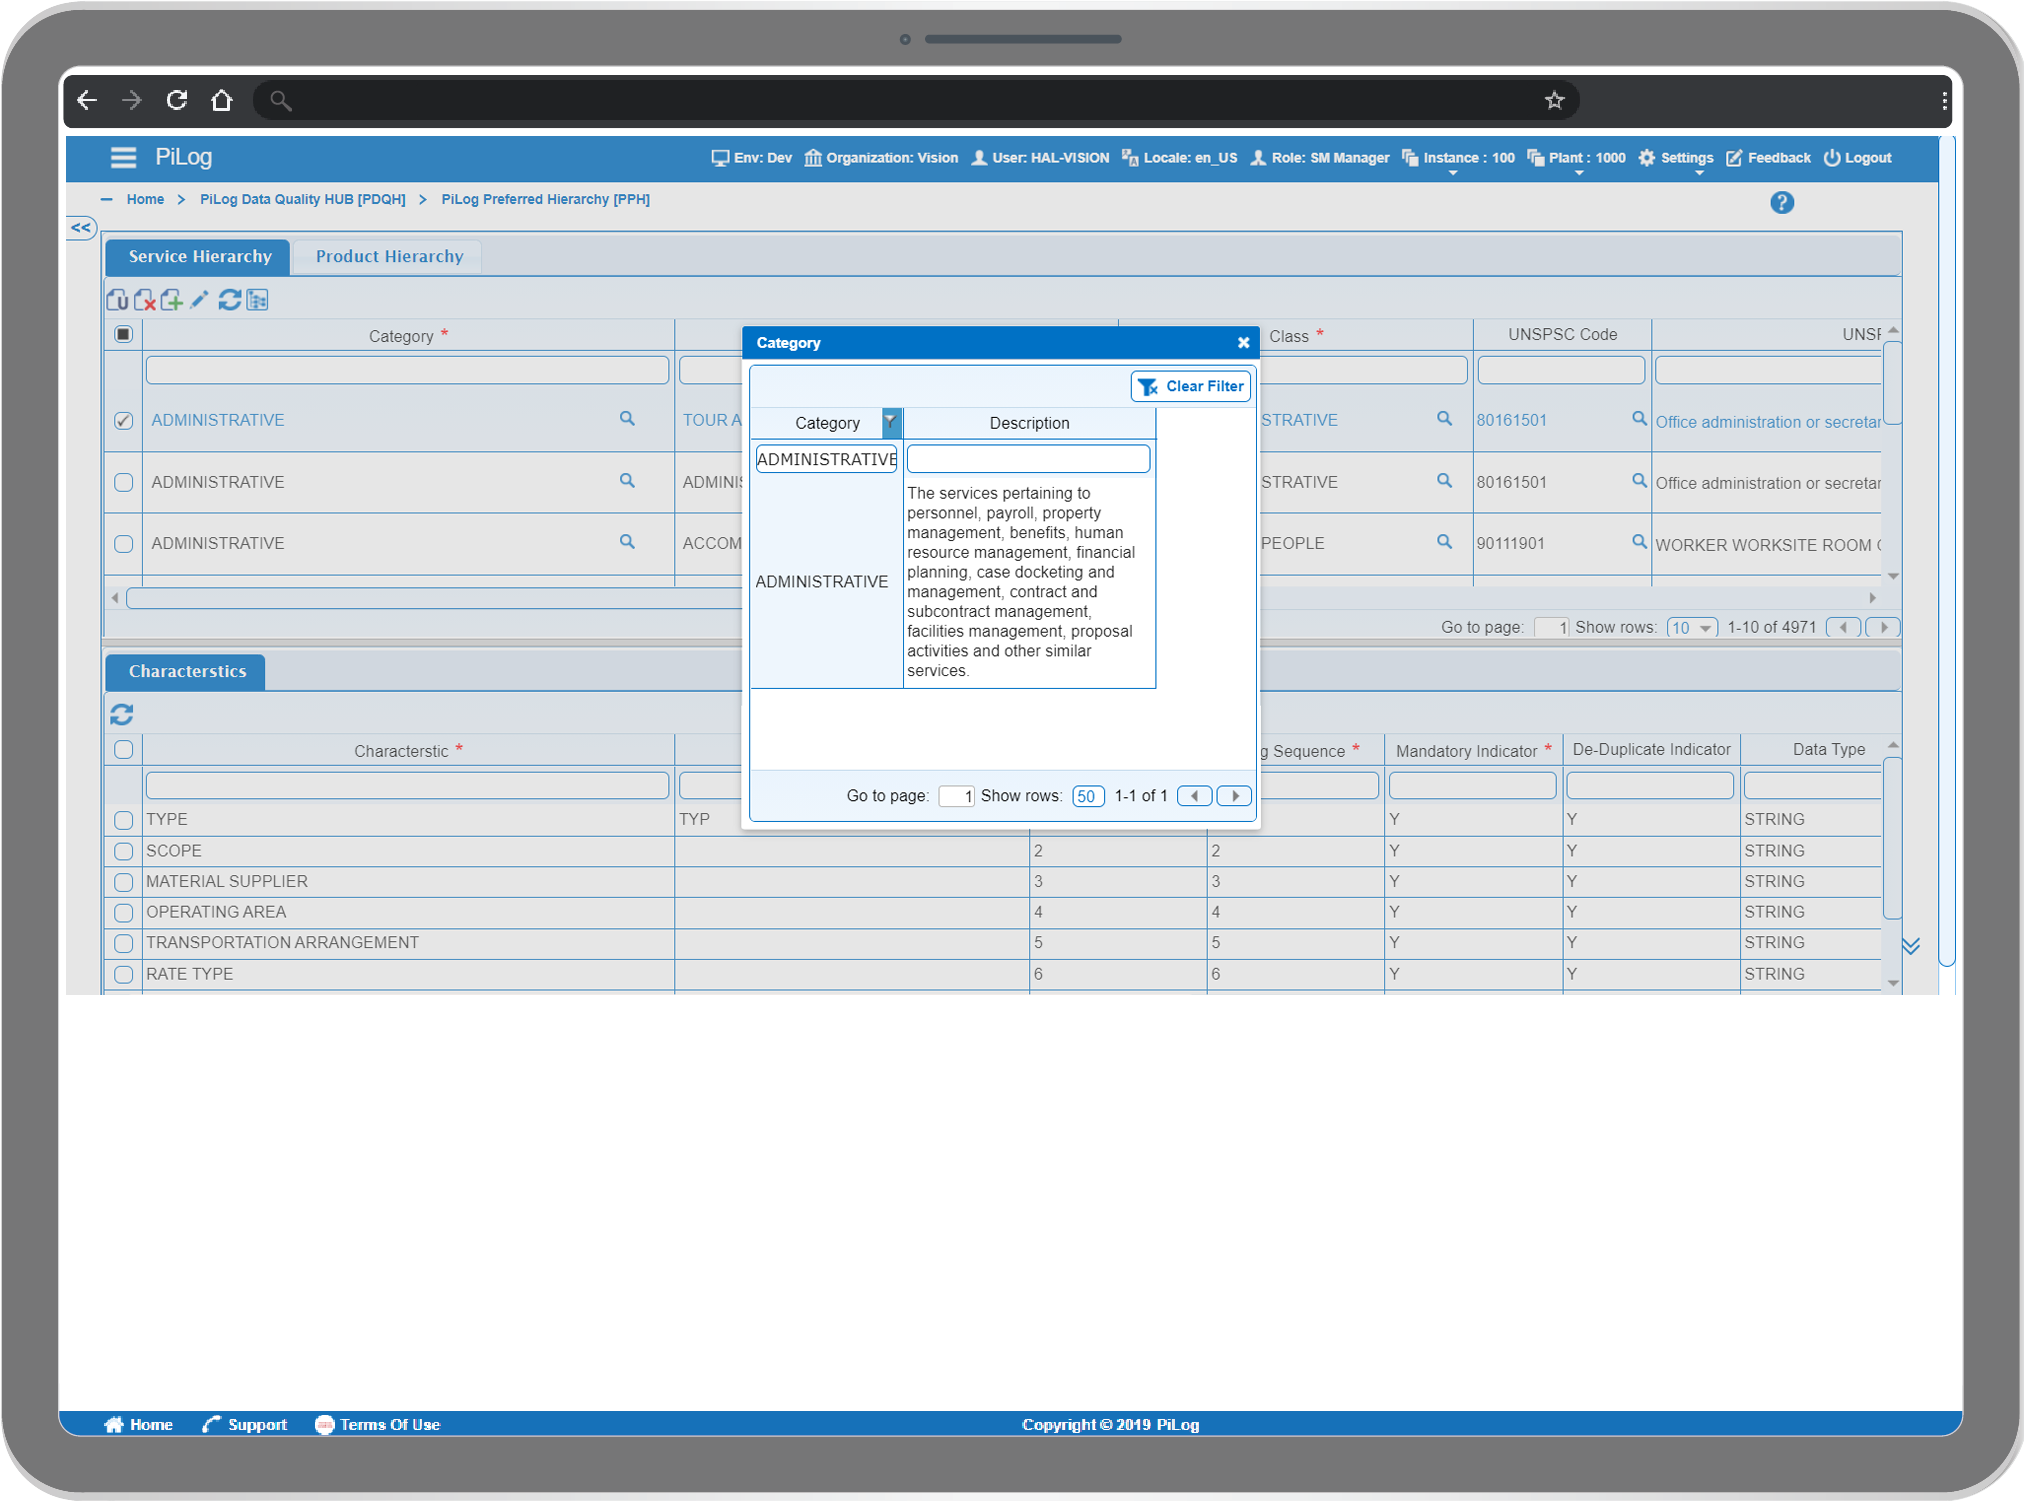 PiLog
Env: Dev Organization: Vision User: HAL-VISION Locale: en_US Role: SM Manager Instance : 100 Plant : 1000 Settings Feedback Logout
Home > PiLog Data Quality HUB [PDQH] > PiLog Preferred Hierarchy [PPH]
<<
Service Hierarchy Product Hierarchy
Category * Class * UNSPSC Code UNSF
ADMINISTRATIVE TOUR A STRATIVE 80161501 Office administration or secretar
ADMINISTRATIVE ADMINIS STRATIVE 80161501 Office administration or secretar
ADMINISTRATIVE ACCOM PEOPLE 90111901 WORKER WORKSITE ROOM
Go to page: 1 Show rows: 10 1-10 of 4971
Category
Clear Filter
Category Description
ADMINISTRATIVE
ADMINISTRATIVE
The services pertaining to
personnel, payroll, property
management, benefits, human
resource management, financial
planning, case docketing and
management, contract and
subcontract management,
facilities management, proposal
activities and other similar
services.
Go to page: 1 Show rows: 50 1-1 of 1
Characterstics
Characterstic * g Sequence * Mandatory Indicator * De-Duplicate Indicator Data Type
TYPE TYP Y Y STRING
SCOPE 2 2 Y Y STRING
MATERIAL SUPPLIER 3 3 Y Y STRING
OPERATING AREA 4 4 Y Y STRING
TRANSPORTATION ARRANGEMENT 5 5 Y Y STRING
RATE TYPE 6 6 Y Y STRING
Home Support Terms Of Use Copyright © 2019 PiLog